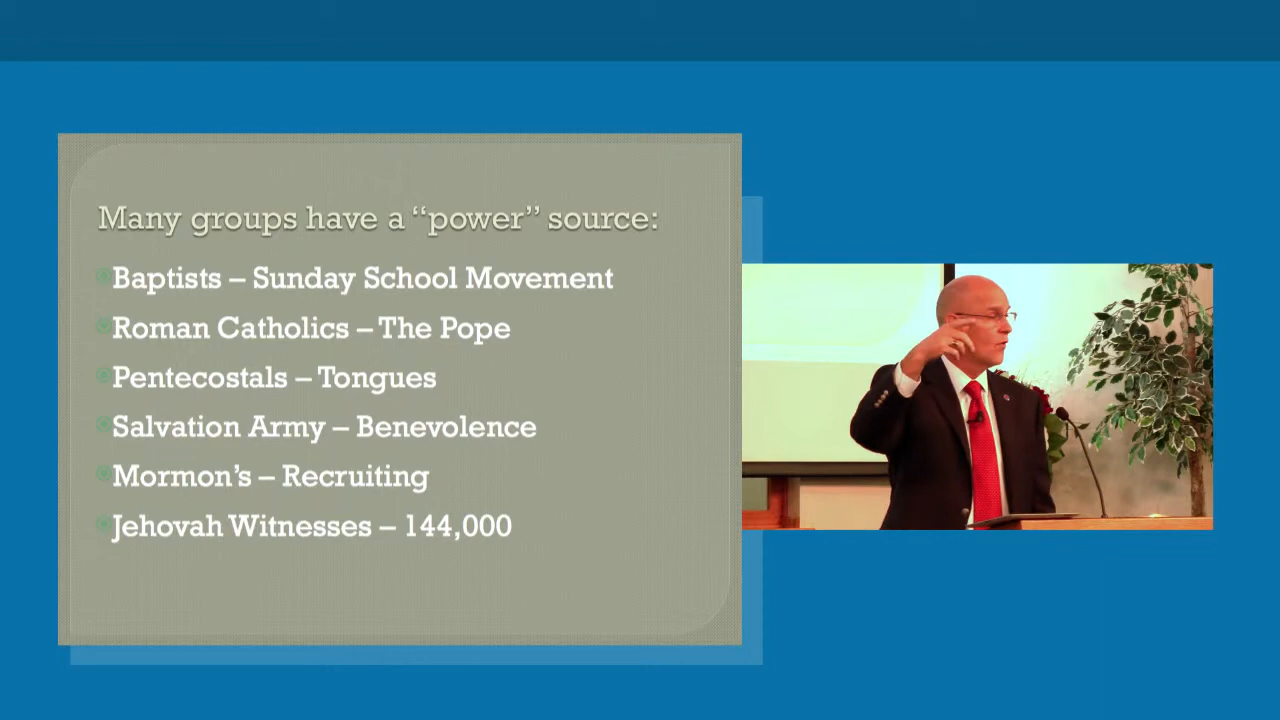 Many groups have a “power” source:
Baptists – Sunday School Movement
Roman Catholics – The Pope
Pentecostals – Tongues
Salvation Army – Benevolence
Mormon’s – Recruiting
Jehovah Witnesses – 144,000